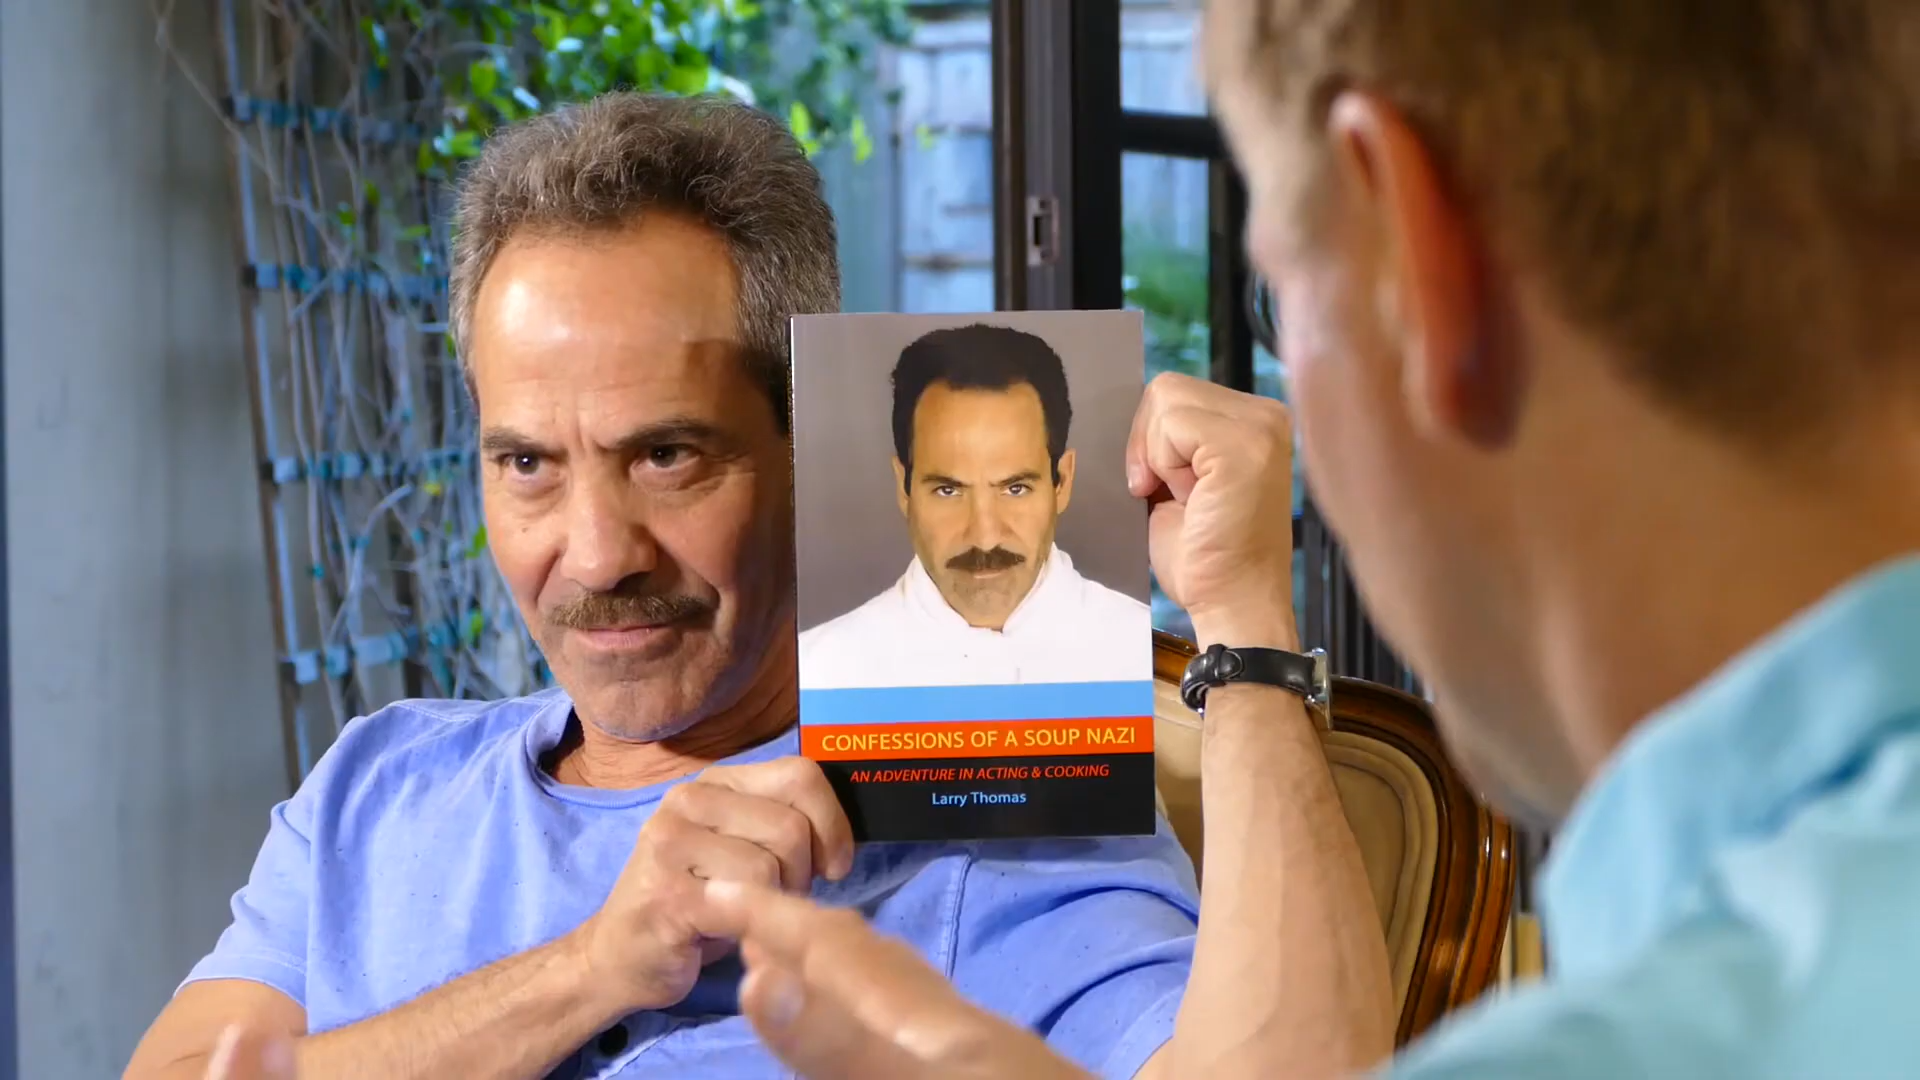 CONFESSIONS OF A SOUP NAZI
AN ADVENTURE IN ACTING & COOKING
Larry Thomas